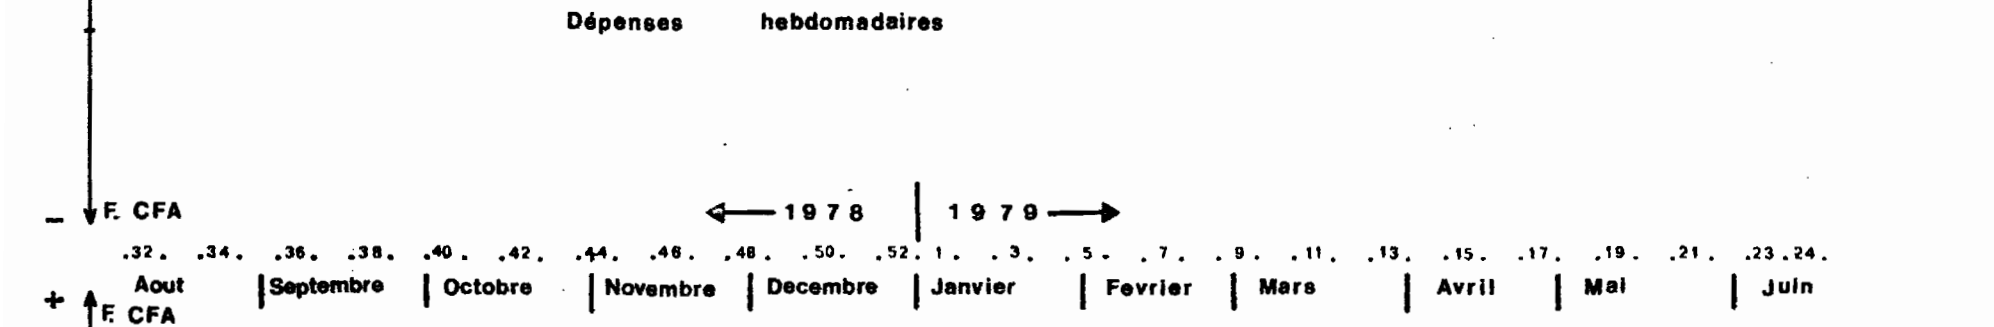 Dépenses hebdomadaires
– F. CFA
1978 1979
.32. .34. .36. .38. .40. .42. .44. .46. .48. .50. .52. 1. .3. .5. .7. .9. .11. .13. .15. .17. .19. .21. .23.24.
Aout Septembre Octobre Novembre Decembre Janvier Fevrier Mars Avril Mai Juin
+ F. CFA